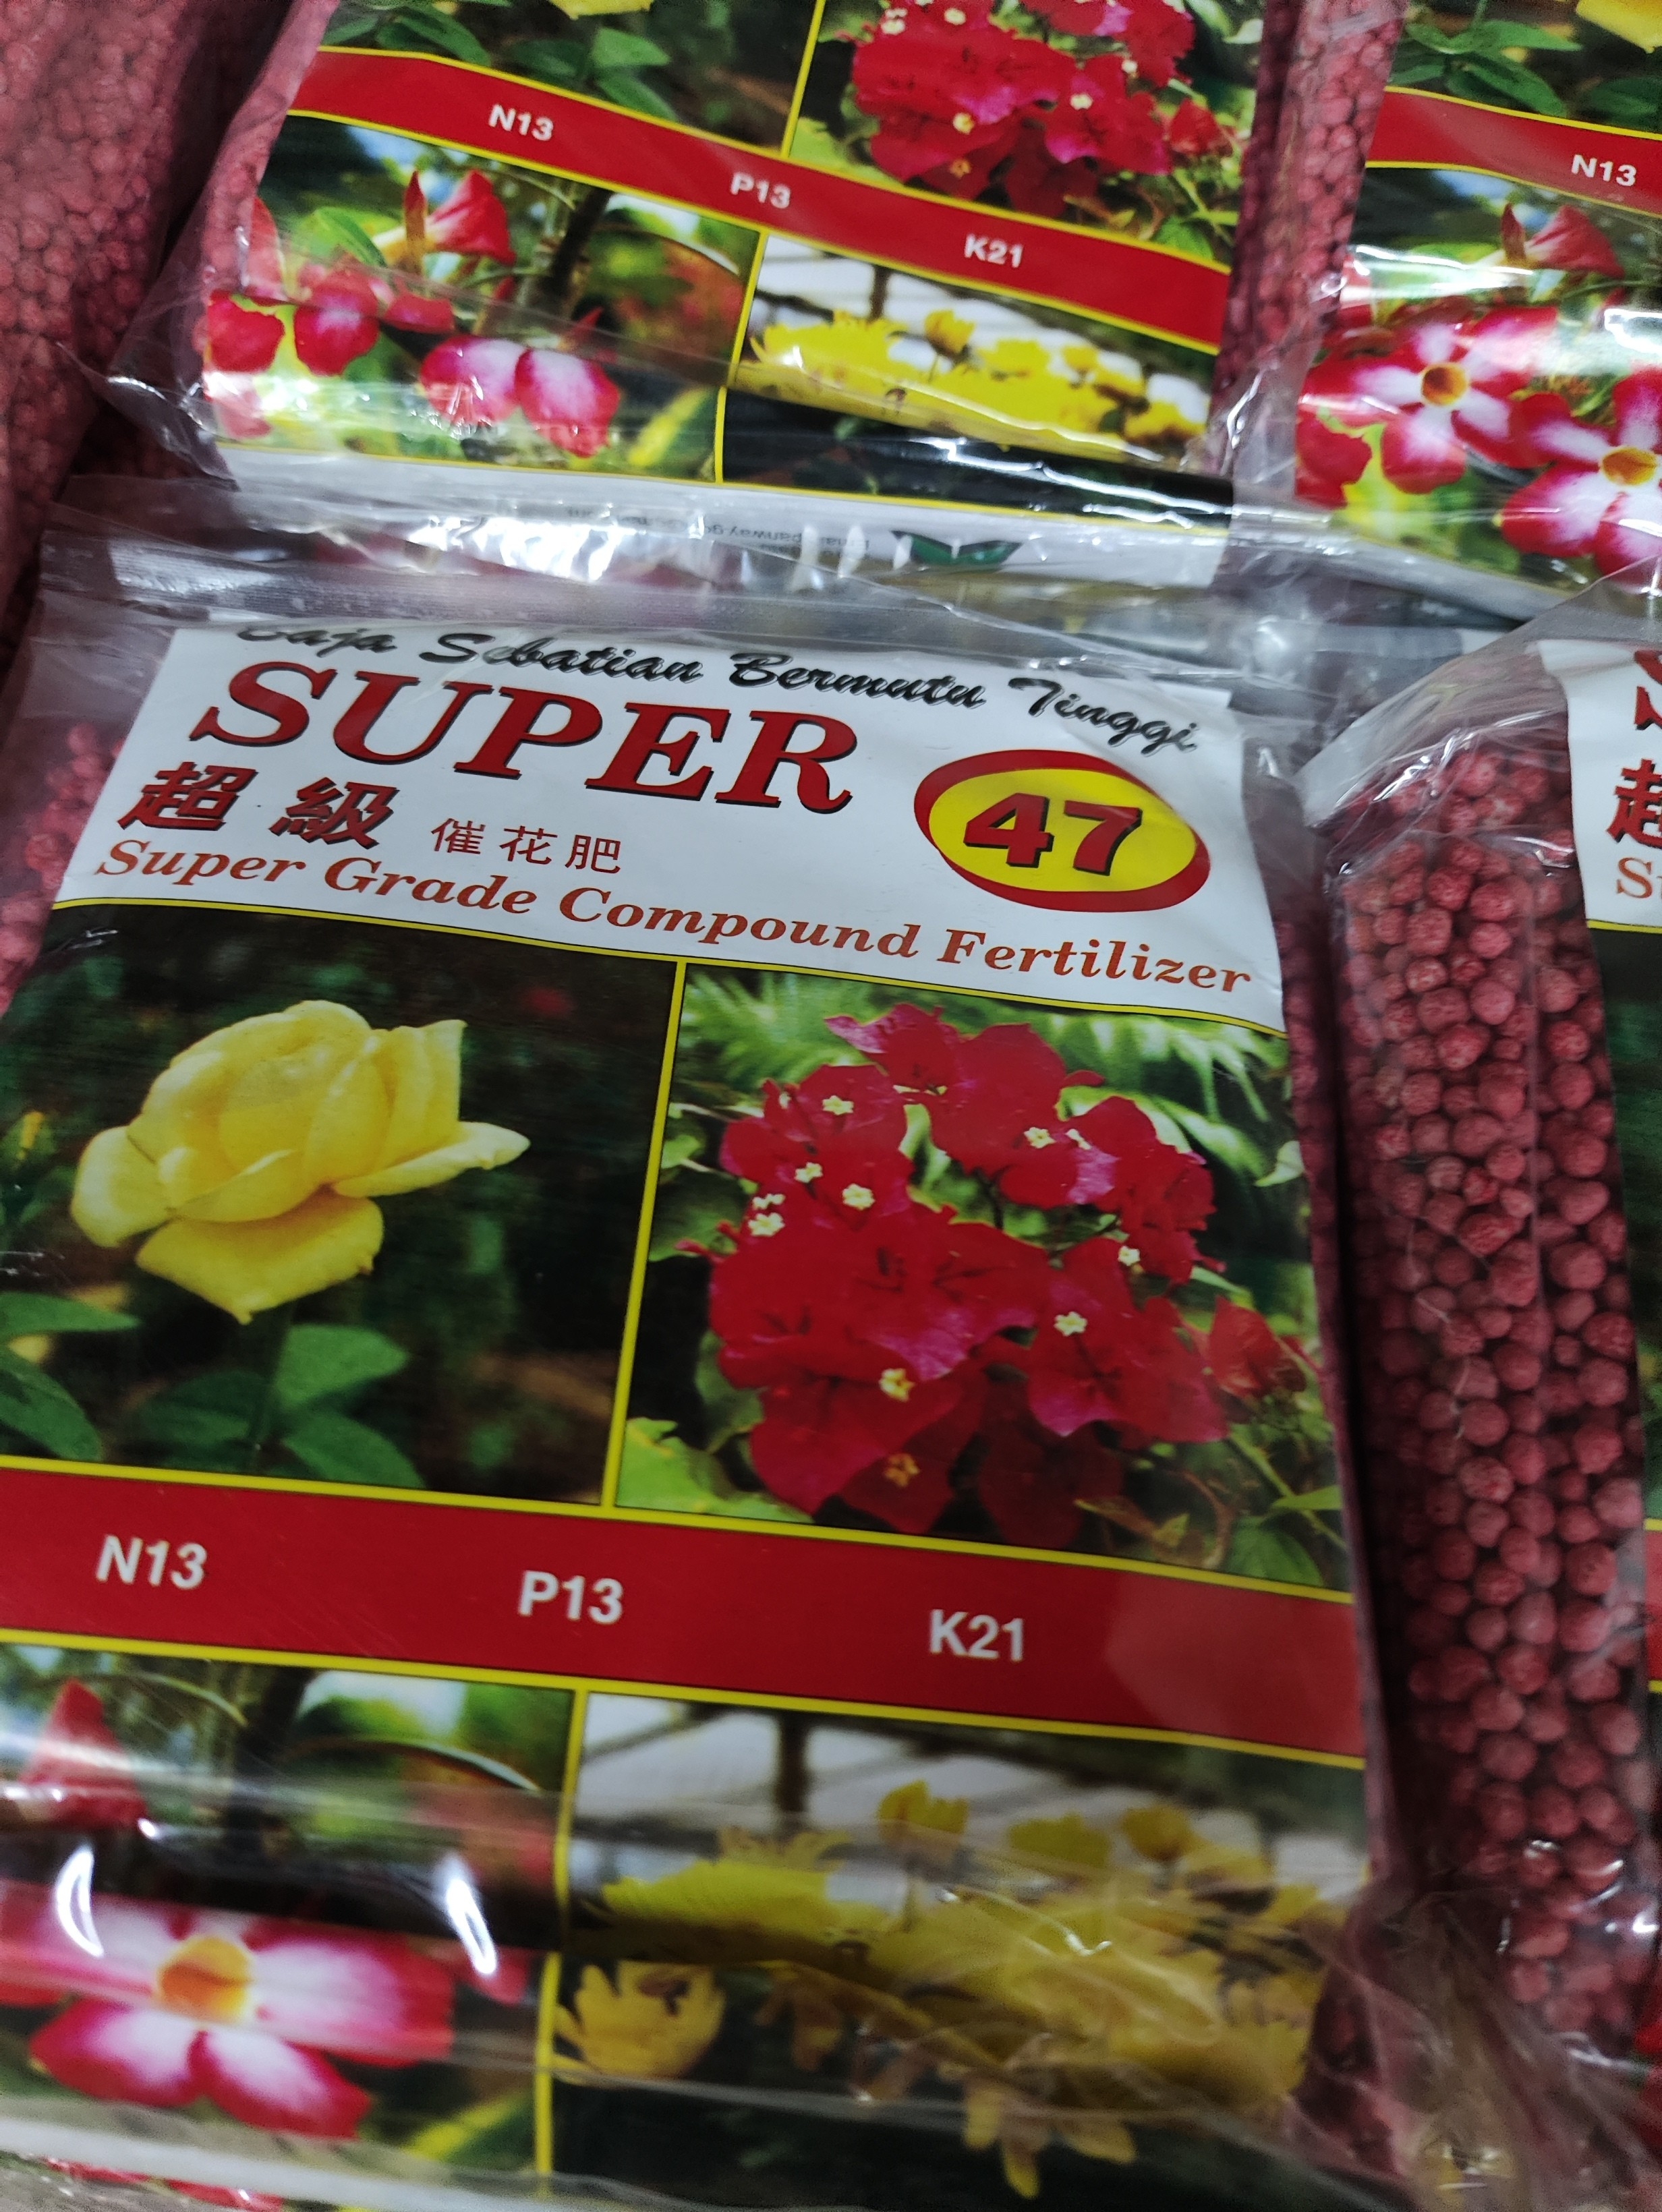 N13
P13
K21
N13
Baja Sebatian Bermutu Tinggi
SUPER
47
超級 催花肥
Super Grade Compound Fertilizer
N13
P13
K21